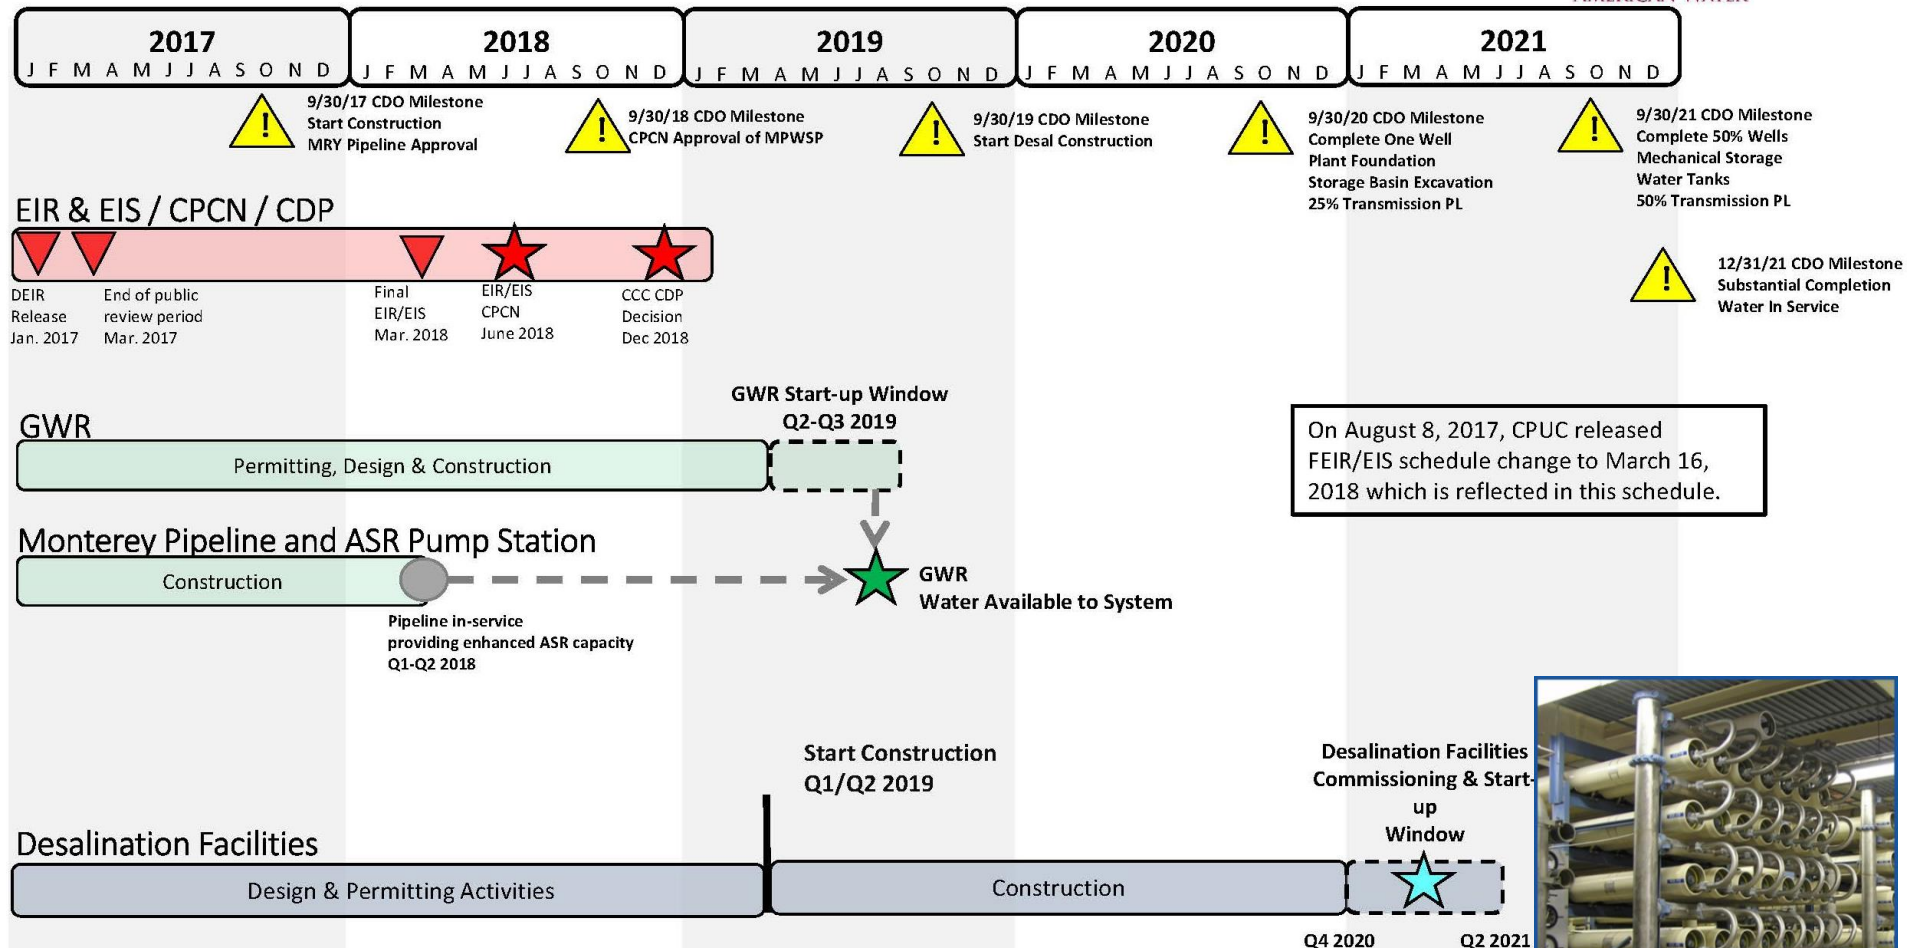 AMERICAN WATER
2017
J F M A M J J A S O N D
2018
J F M A M J J A S O N D
2019
J F M A M J J A S O N D
2020
J F M A M J J A S O N D
2021
J F M A M J J A S O N D
9/30/17 CDO Milestone
Start Construction
MRY Pipeline Approval
9/30/18 CDO Milestone
CPCN Approval of MPWSP
9/30/19 CDO Milestone
Start Desal Construction
9/30/20 CDO Milestone
Complete One Well
Plant Foundation
Storage Basin Excavation
25% Transmission PL
9/30/21 CDO Milestone
Complete 50% Wells
Mechanical Storage
Water Tanks
50% Transmission PL
12/31/21 CDO Milestone
Substantial Completion
Water In Service
EIR & EIS / CPCN / CDP
DEIR
Release
Jan. 2017
End of public
review period
Mar. 2017
Final
EIR/EIS
Mar. 2018
EIR/EIS
CPCN
June 2018
CCC CDP
Decision
Dec 2018
GWR
Permitting, Design & Construction
GWR Start-up Window
Q2-Q3 2019
On August 8, 2017, CPUC released
FEIR/EIS schedule change to March 16,
2018 which is reflected in this schedule.
Monterey Pipeline and ASR Pump Station
Construction
Pipeline in-service
providing enhanced ASR capacity
Q1-Q2 2018
GWR
Water Available to System
Start Construction
Q1/Q2 2019
Desalination Facilities
Design & Permitting Activities
Construction
Desalination Facilities
Commissioning & Start-
up
Window
Q4 2020
Q2 2021